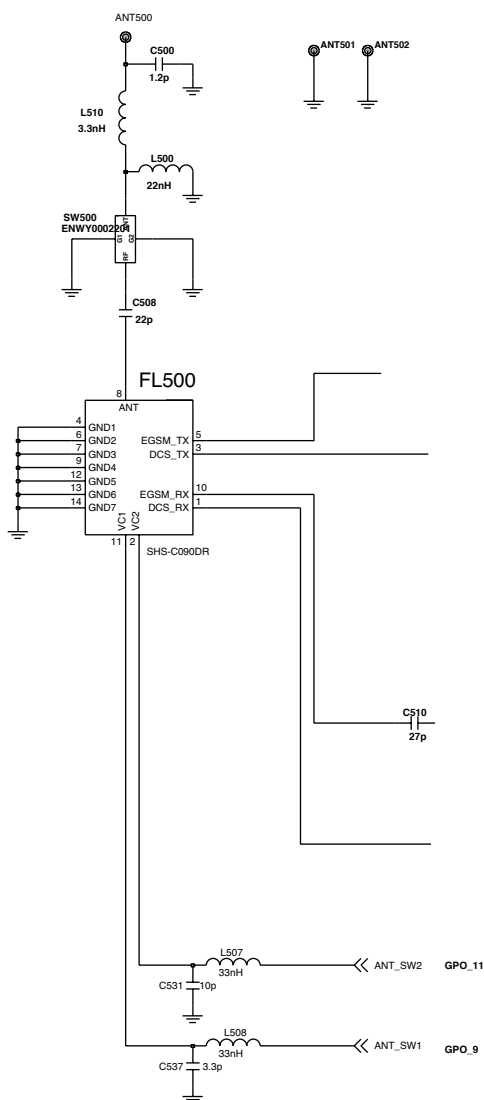 ANT500
C500
1.2p
ANT501
ANT502
L510
3.3nH
L500
22nH
SW500
ENWY0002201
ANT
G1
G2
RF
C508
22p
FL500
8
ANT
4 GND1
6 GND2
7 GND3
9 GND4
12 GND5
13 GND6
14 GND7
EGSM_TX 5
DCS_TX 3
EGSM_RX 10
DCS_RX 1
VC1
VC2
11 2
SHS-C090DR
C510
27p
L507
33nH
ANT_SW2 GPO_11
C531 10p
L508
33nH
ANT_SW1 GPO_9
C537 3.3p